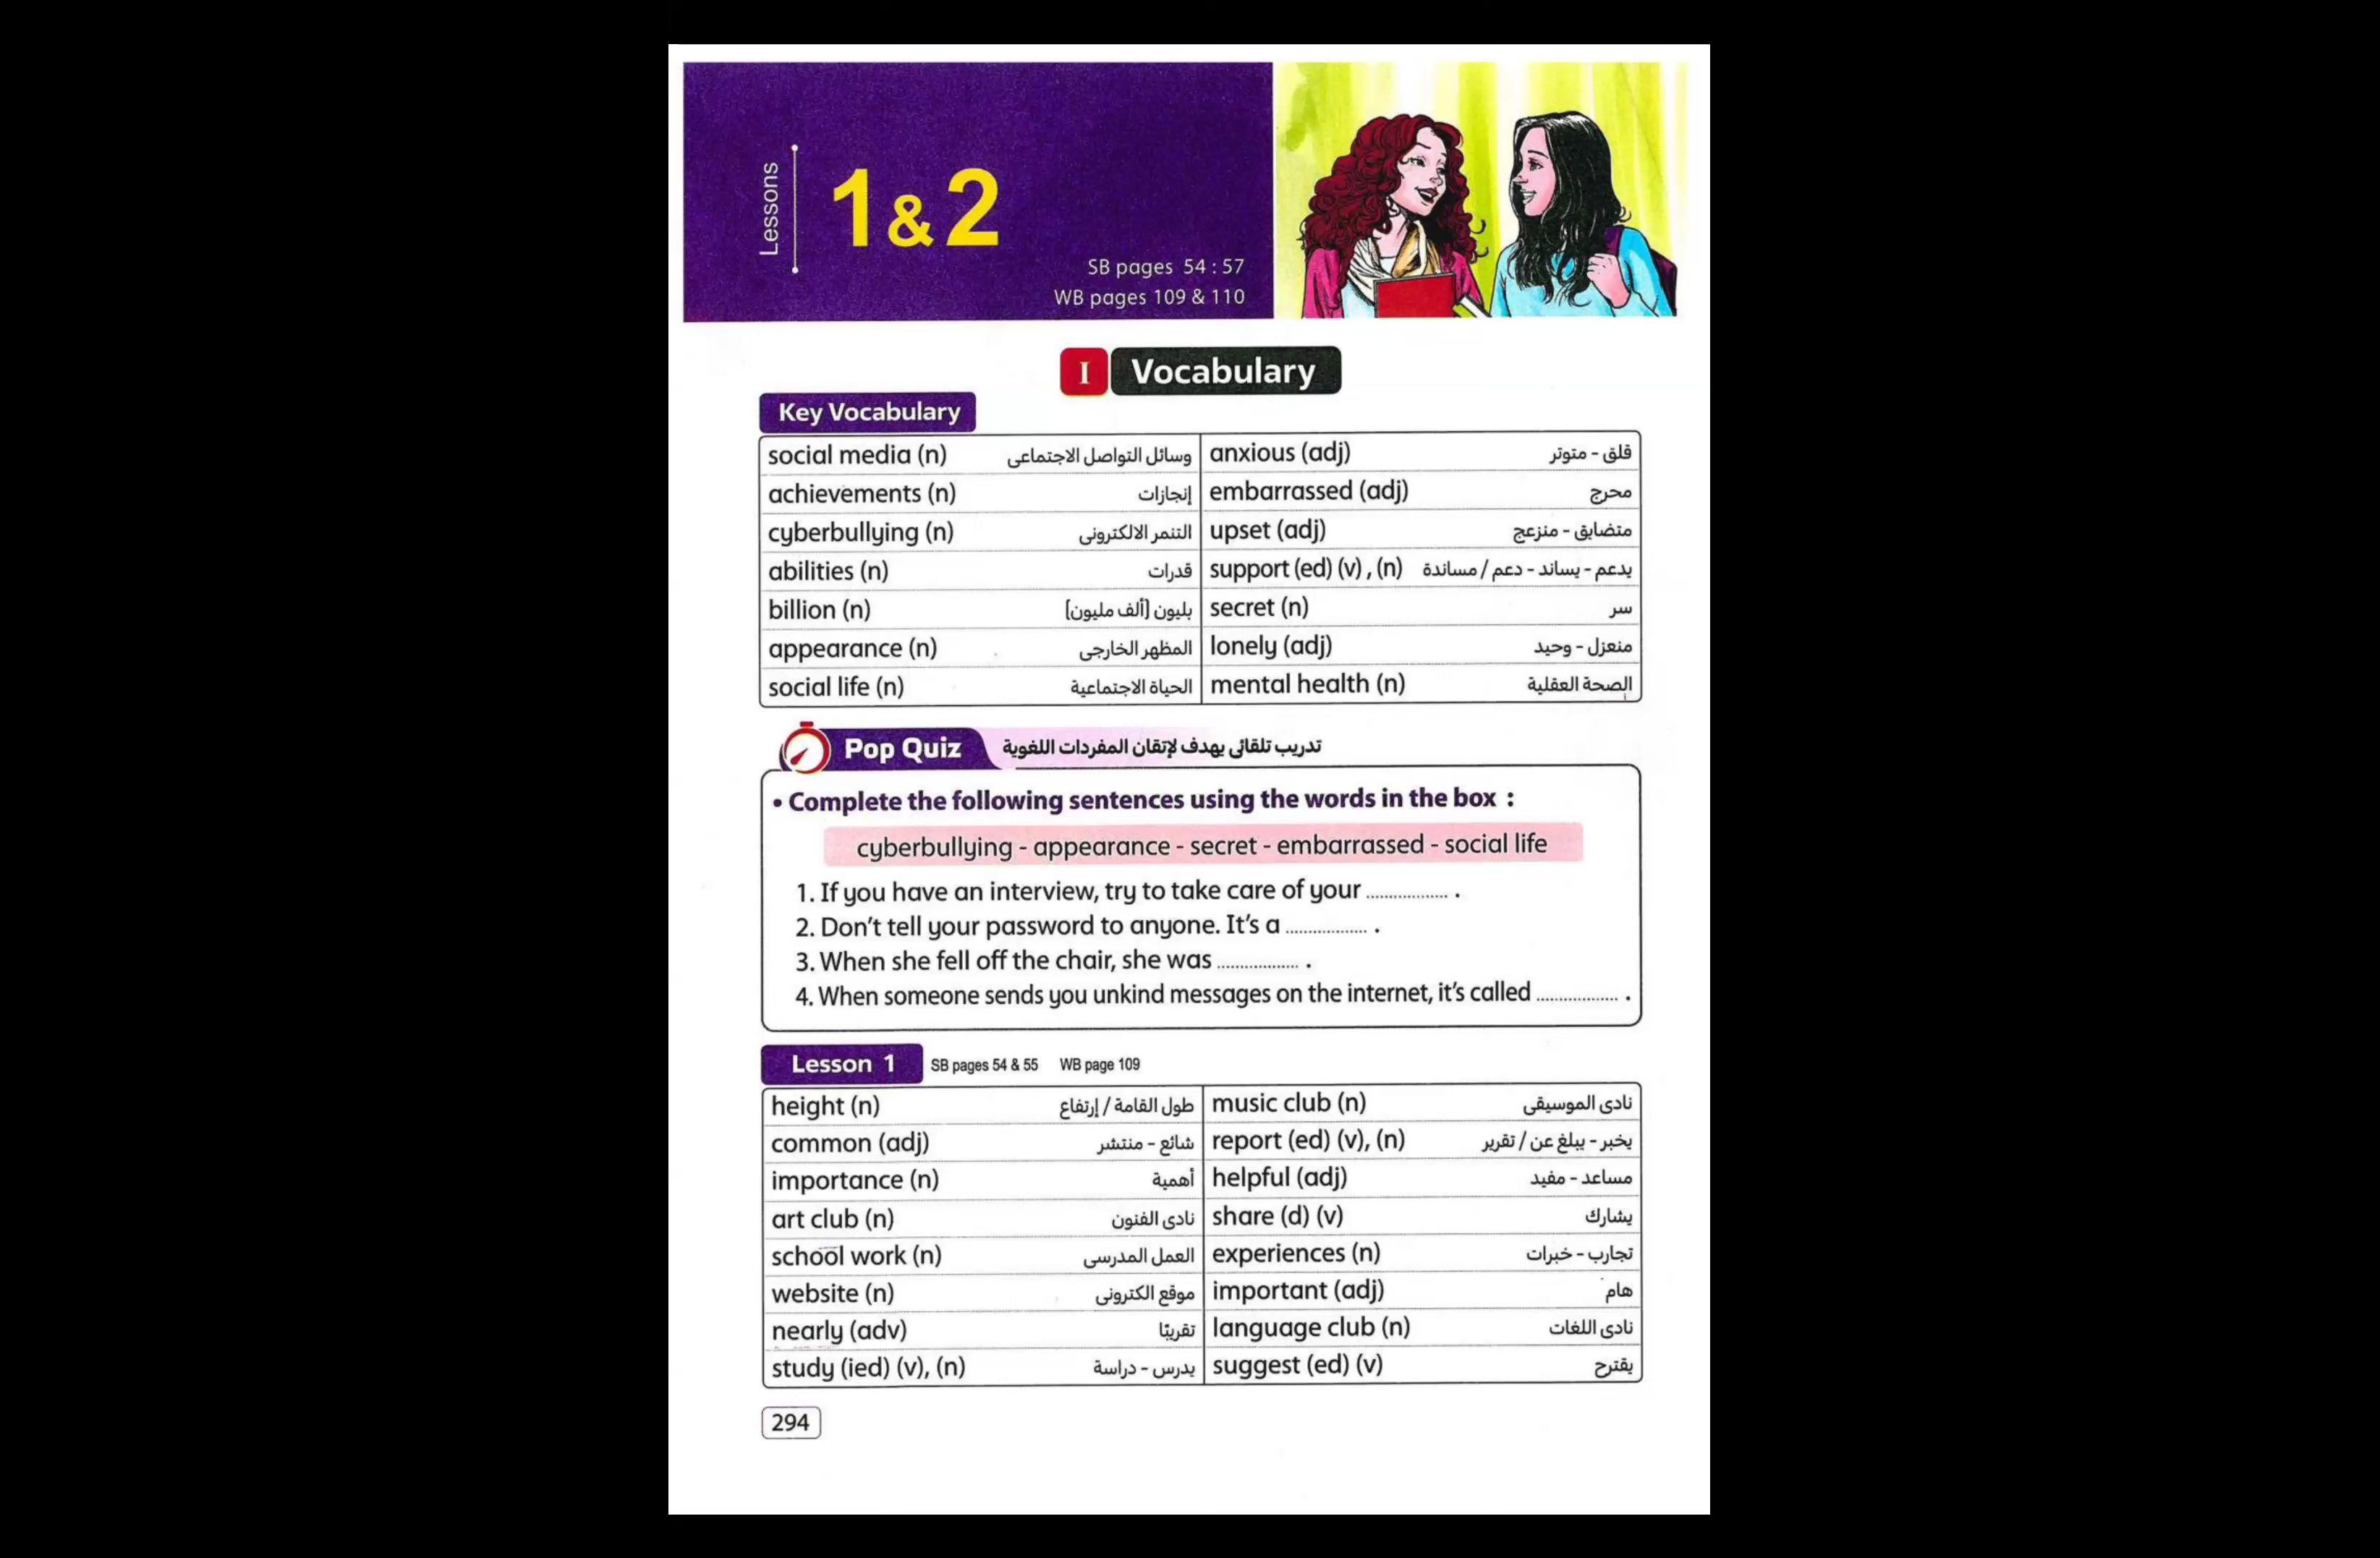 Lessons
1&2
SB pages 54 : 57
WB pages 109 & 110
I Vocabulary
Key Vocabulary
social media (n) وسائل التواصل الاجتماعى anxious (adj) قلق - متوتر
achievements (n) إنجازات embarrassed (adj) محرج
cyberbullying (n) التنمر الالكترونى upset (adj) متضايق - منزعج
abilities (n) قدرات support (ed) (v) , (n) يدعم - يساند - دعم / مساندة
billion (n) بليون [ألف مليون] secret (n) سر
appearance (n) المظهر الخارجى lonely (adj) منعزل - وحيد
social life (n) الحياة الاجتماعية mental health (n) الصحة العقلية
Pop Quiz تدريب تلقائى يهدف لإتقان المفردات اللغوية
• Complete the following sentences using the words in the box :
cyberbullying - appearance - secret - embarrassed - social life
1. If you have an interview, try to take care of your .................. .
2. Don't tell your password to anyone. It's a .................. .
3. When she fell off the chair, she was .................. .
4. When someone sends you unkind messages on the internet, it's called .................. .
Lesson 1 SB pages 54 & 55 WB page 109
height (n) طول القامة / إرتفاع music club (n) نادى الموسيقى
common (adj) شائع - منتشر report (ed) (v), (n) يخبر - يبلغ عن / تقرير
importance (n) أهمية helpful (adj) مساعد - مفيد
art club (n) نادى الفنون share (d) (v) يشارك
school work (n) العمل المدرسى experiences (n) تجارب - خبرات
website (n) موقع الكترونى important (adj) هام
nearly (adv) تقريبًا language club (n) نادى اللغات
study (ied) (v), (n) يدرس - دراسة suggest (ed) (v) يقترح
294